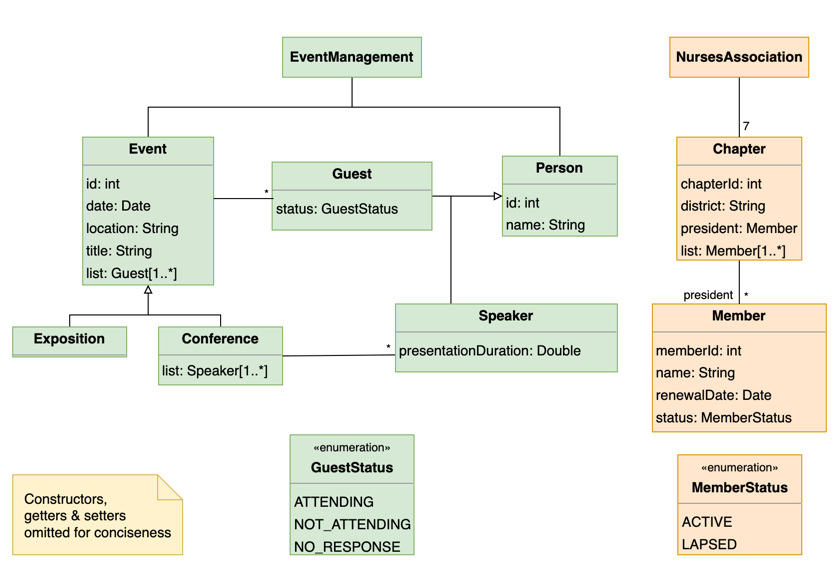 EventManagement
NursesAssociation
7
Event
id: int
date: Date
location: String
title: String
list: Guest[1..*]
*
Guest
status: GuestStatus
Person
id: int
name: String
Chapter
chapterId: int
district: String
president: Member
list: Member[1..*]
president *
Exposition
Conference
list: Speaker[1..*]
*
Speaker
presentationDuration: Double
Member
memberId: int
name: String
renewalDate: Date
status: MemberStatus
«enumeration»
GuestStatus
ATTENDING
NOT_ATTENDING
NO_RESPONSE
«enumeration»
MemberStatus
ACTIVE
LAPSED
Constructors,
getters & setters
omitted for conciseness